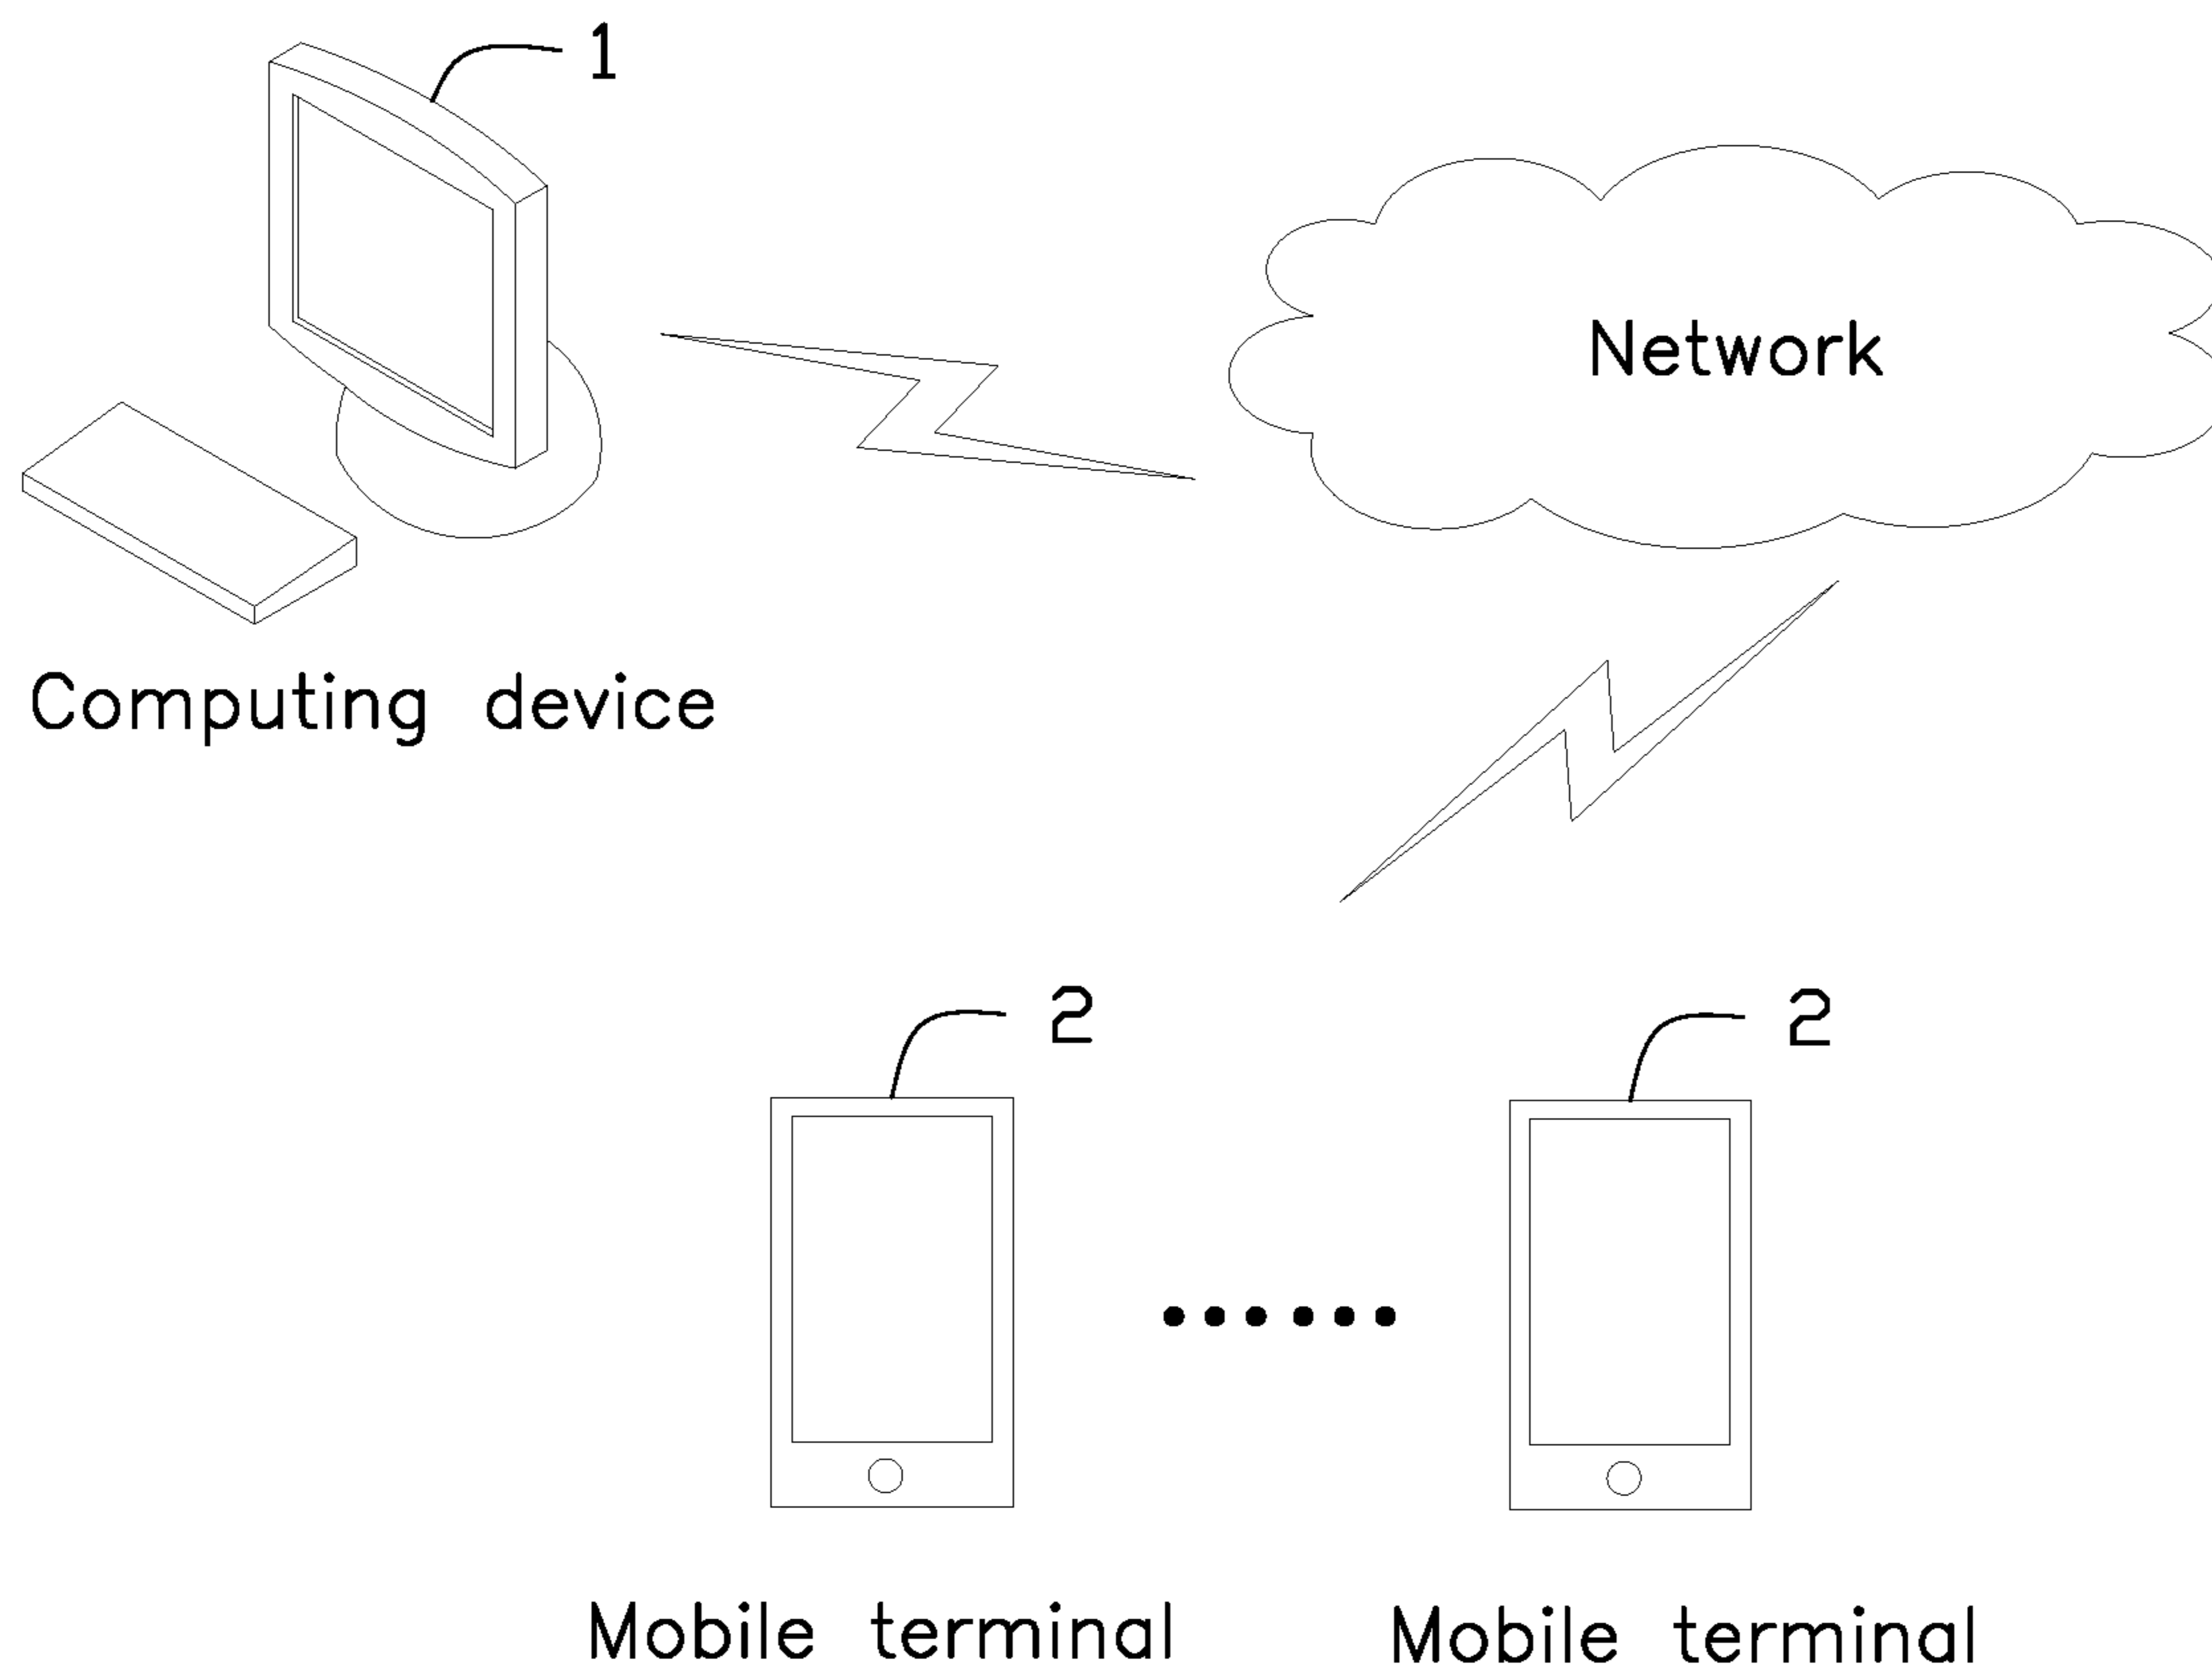 1
Network
Computing device
2
2
Mobile terminal
Mobile terminal